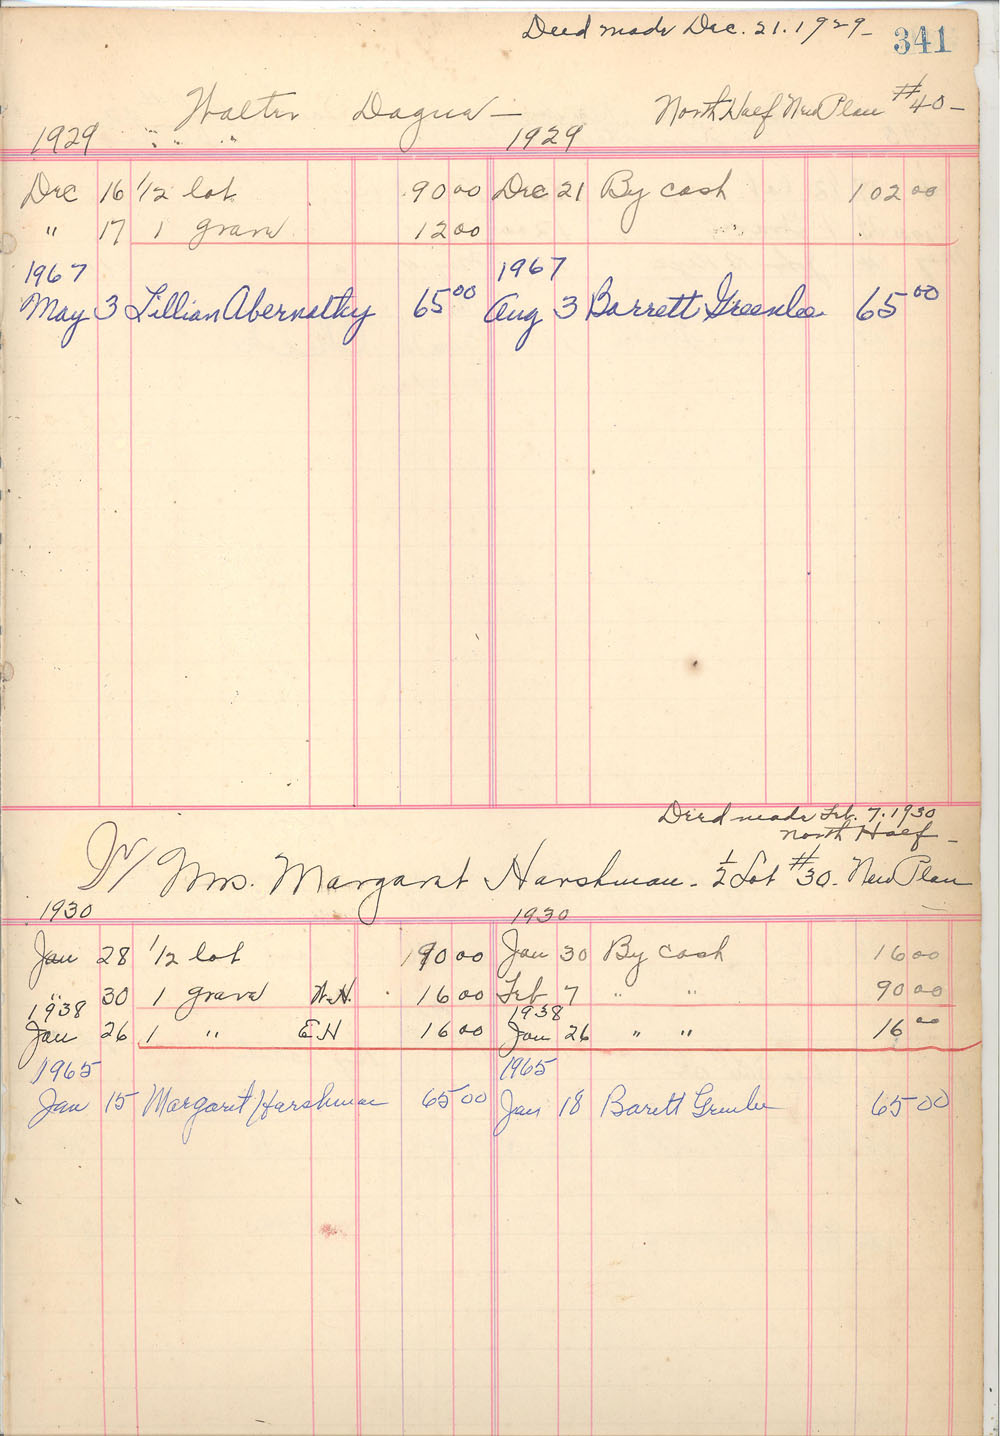 Deed made Dec. 21. 1929-
341
Walter Dague - North Half New Plan #40-
1929 " " " 1929
Dec 16 1/2 lot 90 00 Dec 21 By cash 102 00
" 17 1 grave 12 00 " "
1967 1967
May 3 Lillian Abernathy 65 00 Aug 3 Barrett Greenlee 65 00
Deed made Feb. 7. 1930
North Half -
Mrs. Margaret Harshman - 1/2 Lot #30. New Plan
1930 1930
Jan 28 1/2 lot 90 00 Jan 30 By cash 16 00
" 30 1 grave W.H. 16 00 Feb 7 " " 90 00
1938 1938
Jan 26 1 " E H 16 00 Jan 26 " " 16 00
1965 1965
Jan 15 Margaret Harshman 65 00 Jan 18 Barett Greenlee 65 00